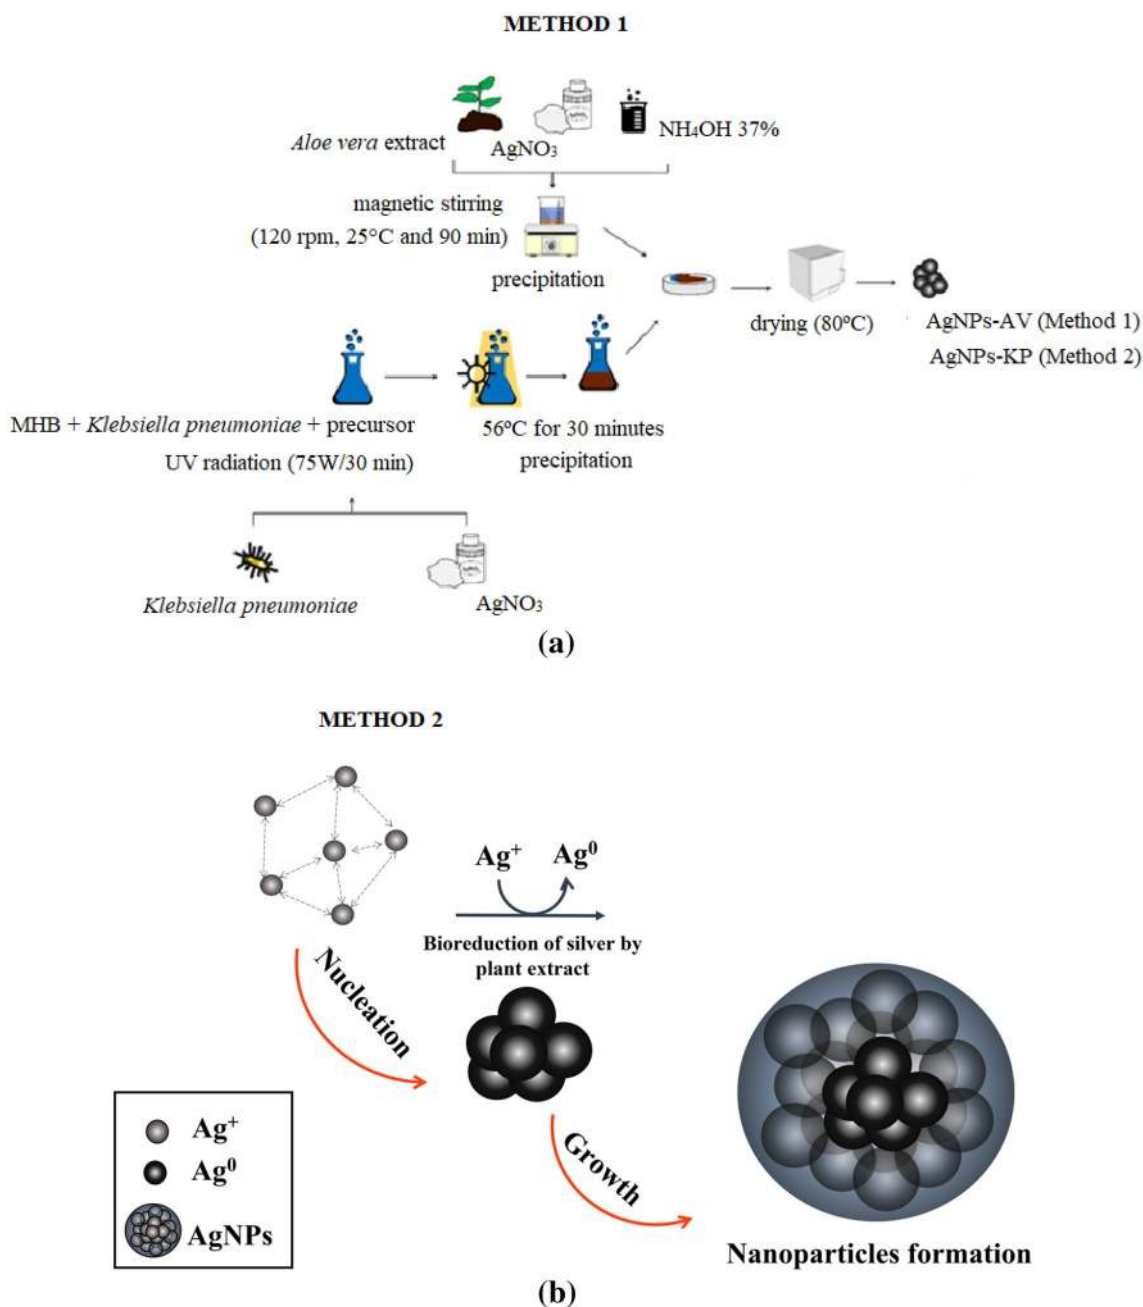 METHOD 1
Aloe vera extract
AgNO₃
NH₄OH 37%
magnetic stirring
(120 rpm, 25°C and 90 min)
precipitation
drying (80ºC)
AgNPs-AV (Method 1)
AgNPs-KP (Method 2)
MHB + Klebsiella pneumoniae + precursor
UV radiation (75W/30 min)
56ºC for 30 minutes
precipitation
Klebsiella pneumoniae
AgNO₃
(a)
METHOD 2
Ag⁺ Ag⁰
Bioreduction of silver by
plant extract
Nucleation
Growth
Ag⁺
Ag⁰
AgNPs
Nanoparticles formation
(b)